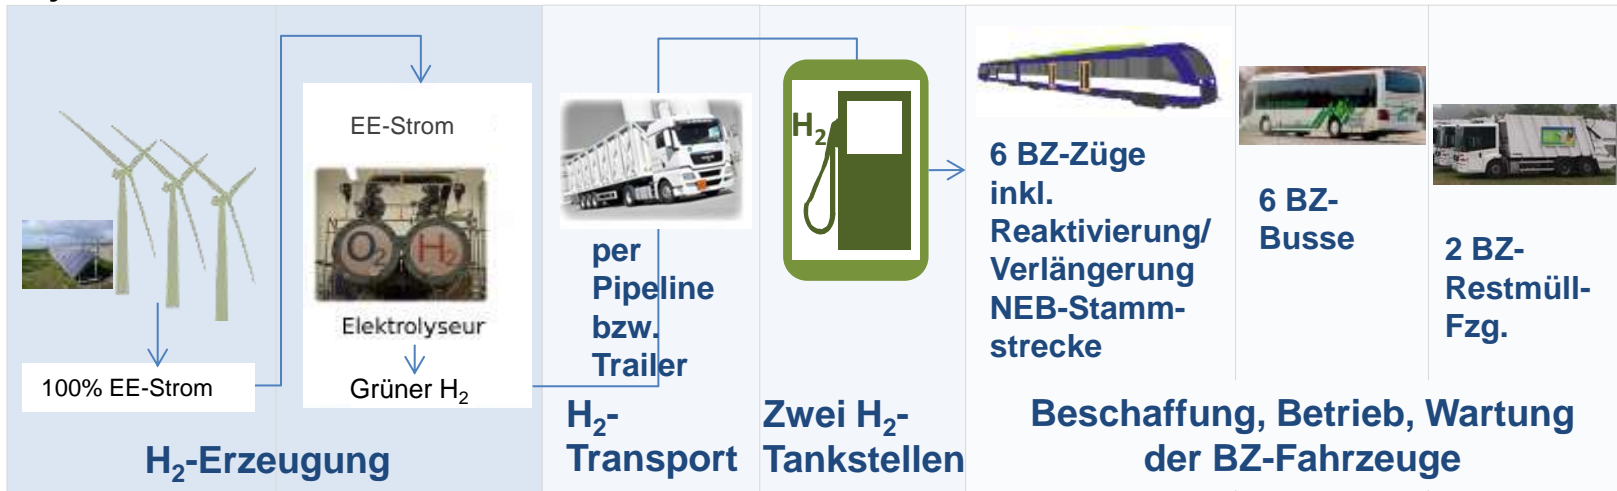 100% EE-Strom
EE-Strom
O₂ H₂
Elektrolyseur
Grüner H₂
H₂-Erzeugung
per
Pipeline
bzw.
Trailer
H₂-
Transport
H₂
Zwei H₂-
Tankstellen
6 BZ-Züge
inkl.
Reaktivierung/
Verlängerung
NEB-Stamm-
strecke
6 BZ-
Busse
2 BZ-
Restmüll-
Fzg.
Beschaffung, Betrieb, Wartung
der BZ-Fahrzeuge